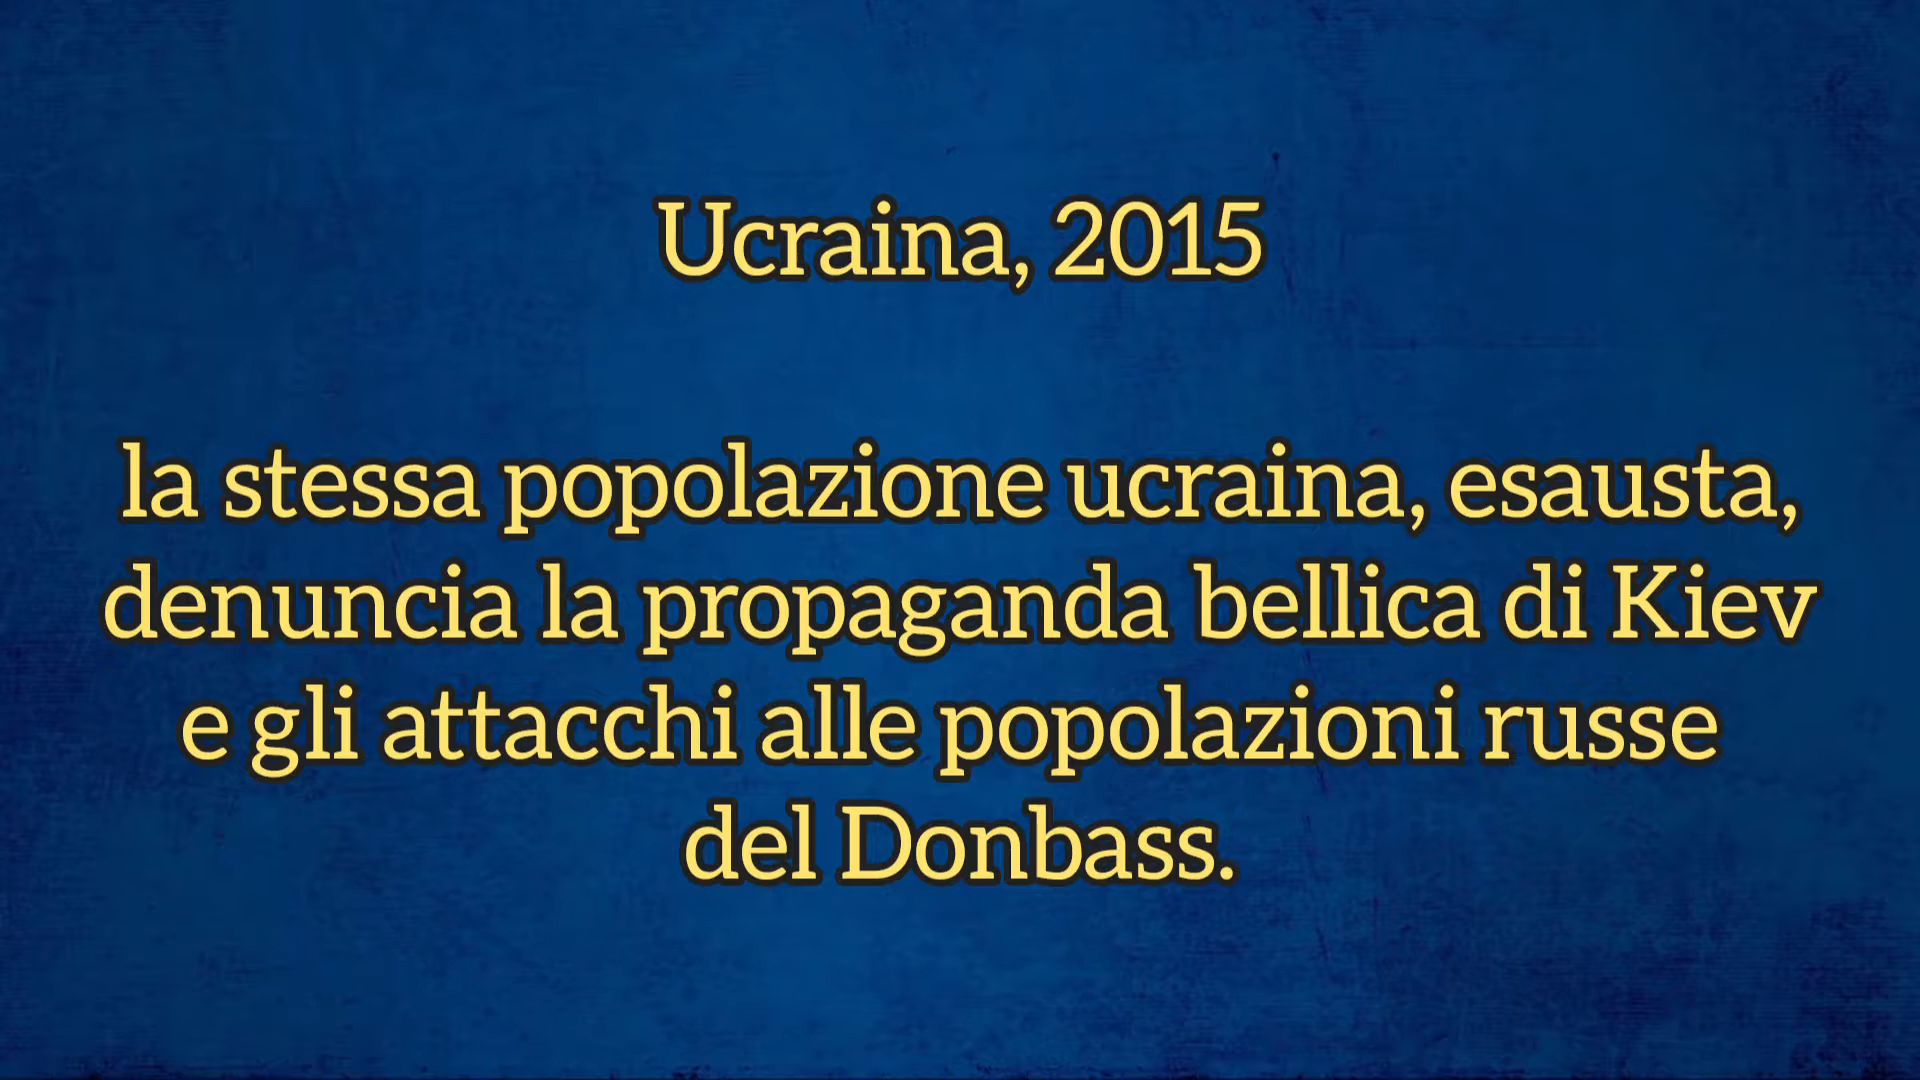 Ucraina, 2015
la stessa popolazione ucraina, esausta,
denuncia la propaganda bellica di Kiev
e gli attacchi alle popolazioni russe
del Donbass.